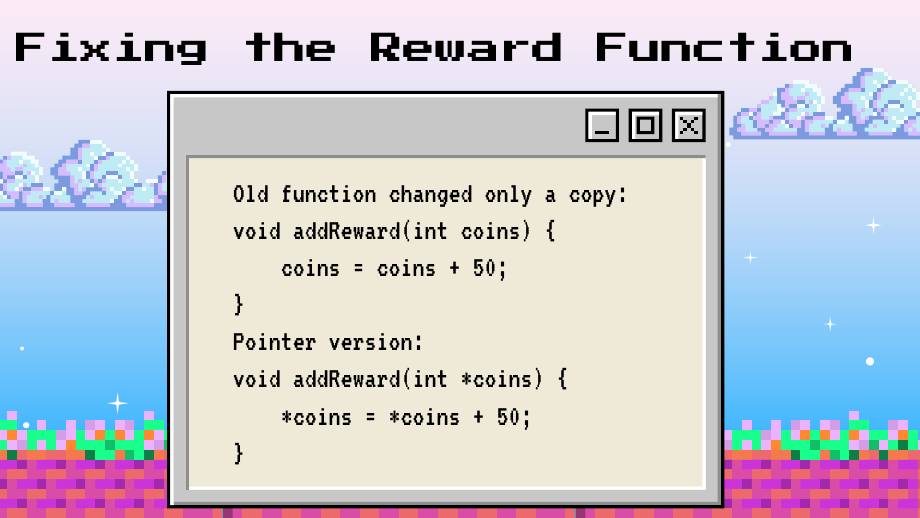 Fixing the Reward Function
Old function changed only a copy:
void addReward(int coins) {
    coins = coins + 50;
}
Pointer version:
void addReward(int *coins) {
    *coins = *coins + 50;
}